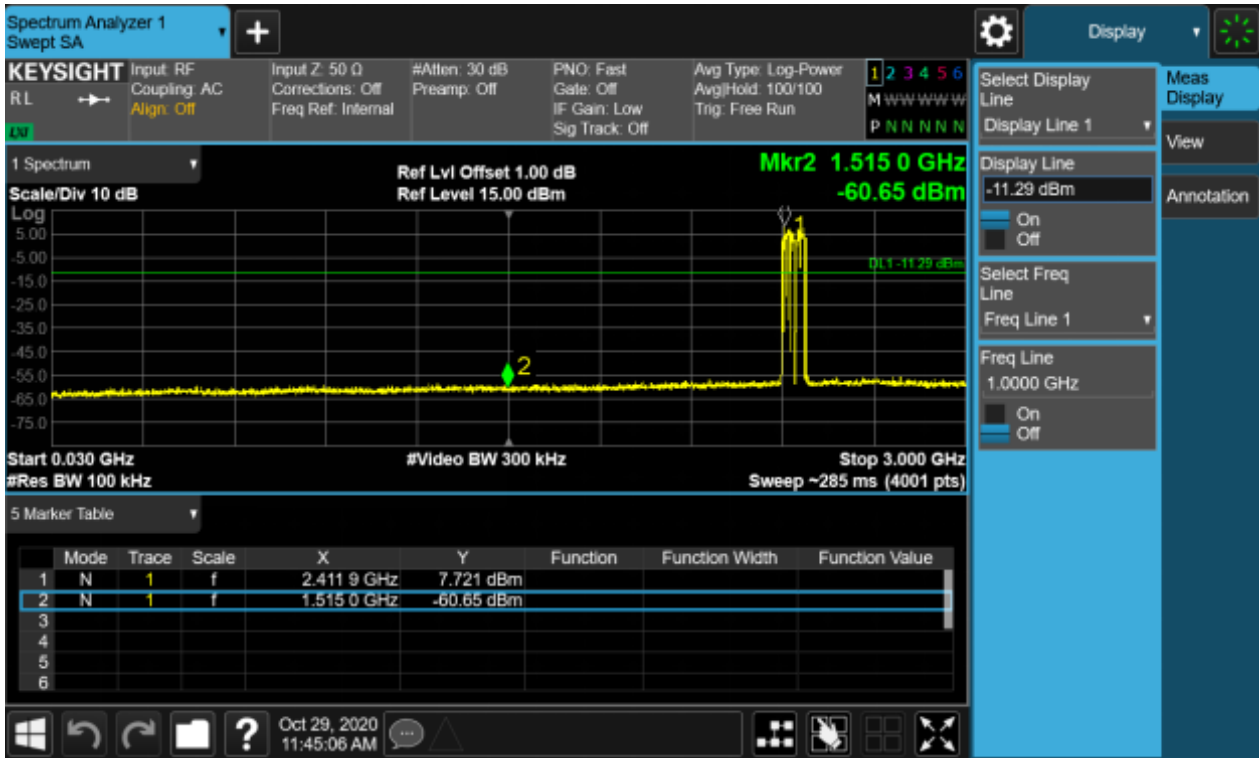 Spectrum Analyzer 1
Swept SA
+
Display
KEYSIGHT
RL
LXI
Input: RF
Coupling: AC
Align: Off
Input Z: 50 Ω
Corrections: Off
Freq Ref: Internal
#Atten: 30 dB
Preamp: Off
PNO: Fast
Gate: Off
IF Gain: Low
Sig Track: Off
Avg Type: Log-Power
Avg|Hold: 100/100
Trig: Free Run
1 2 3 4 5 6
M W W W W W
P N N N N N
1 Spectrum
Scale/Div 10 dB
Ref Lvl Offset 1.00 dB
Ref Level 15.00 dBm
Mkr2 1.515 0 GHz
-60.65 dBm
Log
5.00
-5.00
-15.0
-25.0
-35.0
-45.0
-55.0
-65.0
-75.0
1
DL1 -11.29 dBm
2
Start 0.030 GHz
#Res BW 100 kHz
#Video BW 300 kHz
Stop 3.000 GHz
Sweep ~285 ms (4001 pts)
5 Marker Table
Mode Trace Scale X Y Function Function Width Function Value
1 N 1 f 2.411 9 GHz 7.721 dBm
2 N 1 f 1.515 0 GHz -60.65 dBm
3
4
5
6
?
Oct 29, 2020
11:45:06 AM
Select Display
Line
Display Line 1
Display Line
-11.29 dBm
On
Off
Select Freq
Line
Freq Line 1
Freq Line
1.0000 GHz
On
Off
Meas
Display
View
Annotation